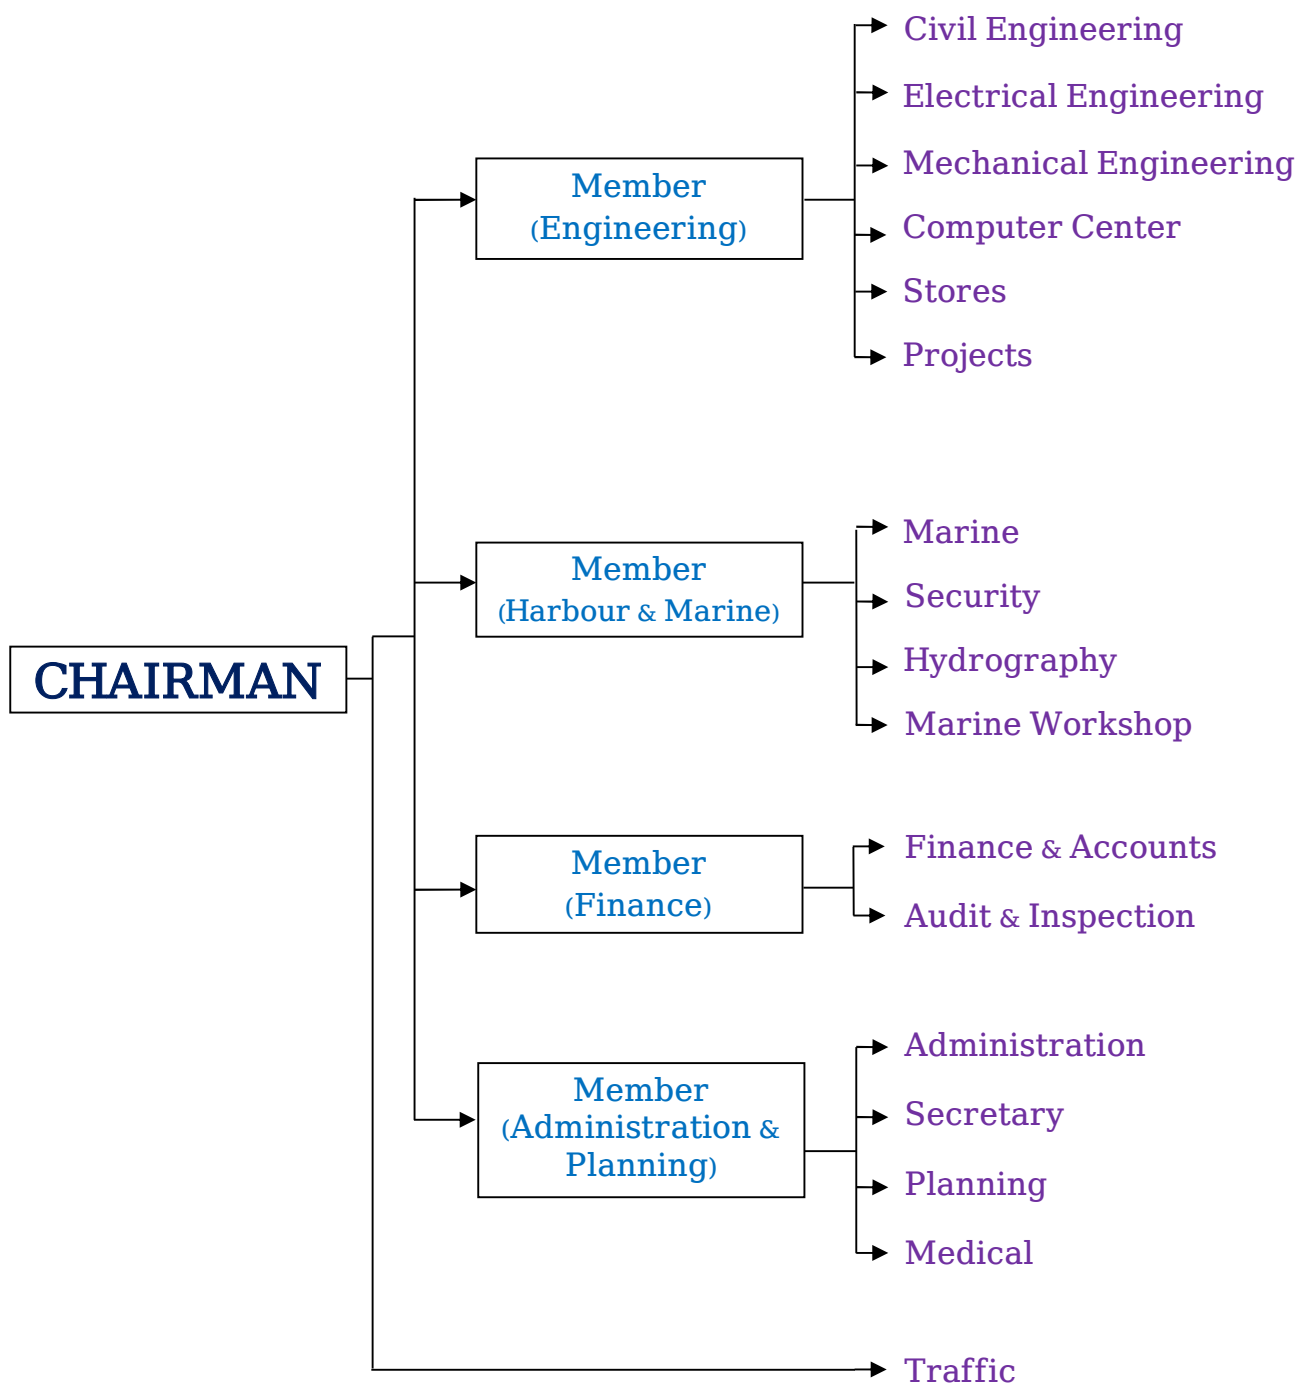 CHAIRMAN
Member
(Engineering)
Civil Engineering
Electrical Engineering
Mechanical Engineering
Computer Center
Stores
Projects
Member
(Harbour & Marine)
Marine
Security
Hydrography
Marine Workshop
Member
(Finance)
Finance & Accounts
Audit & Inspection
Member
(Administration &
Planning)
Administration
Secretary
Planning
Medical
Traffic